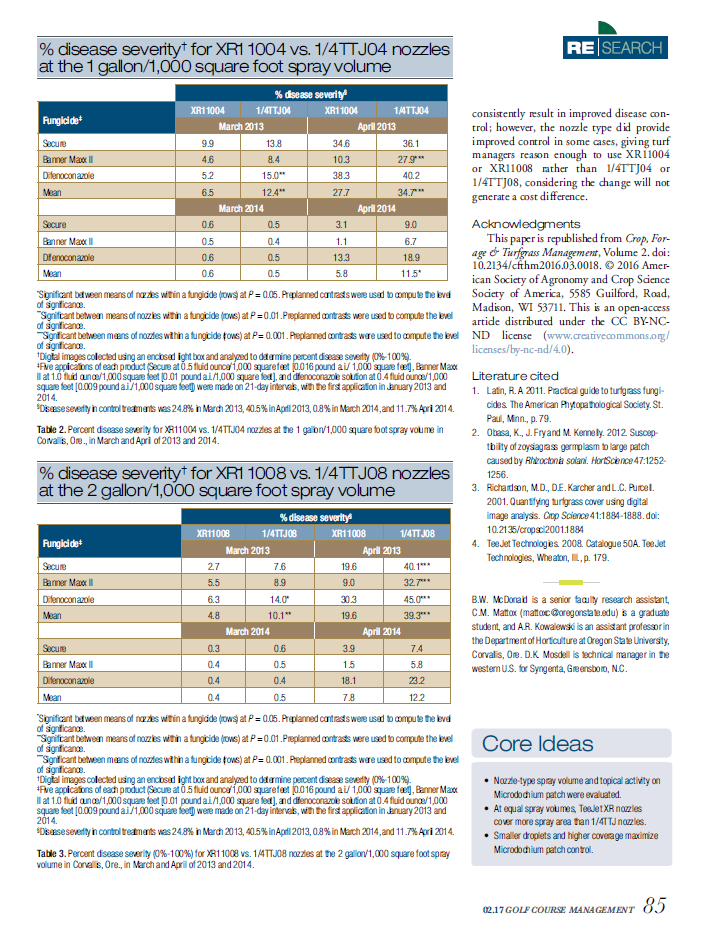 RE SEARCH
% disease severity† for XR11004 vs. 1/4TTJ04 nozzles
at the 1 gallon/1,000 square foot spray volume
% disease severity§
Fungicide‡ XR11004 1/4TTJ04 XR11004 1/4TTJ04
March 2013 April 2013
Secure 9.9 13.8 34.6 36.1
Banner Maxx II 4.6 8.4 10.3 27.9***
Difenoconazole 5.2 15.0** 38.3 40.2
Mean 6.5 12.4** 27.7 34.7***
March 2014 April 2014
Secure 0.6 0.5 3.1 9.0
Banner Maxx II 0.5 0.4 1.1 6.7
Difenoconazole 0.6 0.5 13.3 18.9
Mean 0.6 0.5 5.8 11.5*
*Significant between means of nozzles within a fungicide (rows) at P = 0.05. Preplanned contrasts were used to compute the level
of significance.
**Significant between means of nozzles within a fungicide (rows) at P = 0.01. Preplanned contrasts were used to compute the level
of significance.
***Significant between means of nozzles within a fungicide (rows) at P = 0.001. Preplanned contrasts were used to compute the level
of significance.
†Digital images collected using an enclosed light box and analyzed to determine percent disease severity (0%-100%).
‡Five applications of each product (Secure at 0.5 fluid ounce/1,000 square feet [0.016 pound a.i./ 1,000 square feet], Banner Maxx
II at 1.0 fluid ounce/1,000 square feet [0.01 pound a.i./1,000 square feet], and difenoconazole solution at 0.4 fluid ounce/1,000
square feet [0.009 pound a.i./1,000 square feet]) were made on 21-day intervals, with the first application in January 2013 and
2014.
§Disease severity in control treatments was 24.8% in March 2013, 40.5% in April 2013, 0.8% in March 2014, and 11.7% April 2014.
Table 2. Percent disease severity for XR11004 vs. 1/4TTJ04 nozzles at the 1 gallon/1,000 square foot spray volume in
Corvallis, Ore., in March and April of 2013 and 2014.
% disease severity† for XR11008 vs. 1/4TTJ08 nozzles
at the 2 gallon/1,000 square foot spray volume
% disease severity§
Fungicide‡ XR11008 1/4TTJ08 XR11008 1/4TTJ08
March 2013 April 2013
Secure 2.7 7.6 19.6 40.1***
Banner Maxx II 5.5 8.9 9.0 32.7***
Difenoconazole 6.3 14.0* 30.3 45.0***
Mean 4.8 10.1** 19.6 39.3***
March 2014 April 2014
Secure 0.3 0.6 3.9 7.4
Banner Maxx II 0.4 0.5 1.5 5.8
Difenoconazole 0.4 0.4 18.1 23.2
Mean 0.4 0.5 7.8 12.2
*Significant between means of nozzles within a fungicide (rows) at P = 0.05. Preplanned contrasts were used to compute the level
of significance.
**Significant between means of nozzles within a fungicide (rows) at P = 0.01. Preplanned contrasts were used to compute the level
of significance.
***Significant between means of nozzles within a fungicide (rows) at P = 0.001. Preplanned contrasts were used to compute the level
of significance.
†Digital images collected using an enclosed light box and analyzed to determine percent disease severity (0%-100%).
‡Five applications of each product (Secure at 0.5 fluid ounce/1,000 square feet [0.016 pound a.i./ 1,000 square feet], Banner Maxx
II at 1.0 fluid ounce/1,000 square feet [0.01 pound a.i./1,000 square feet], and difenoconazole solution at 0.4 fluid ounce/1,000
square feet [0.009 pound a.i./1,000 square feet]) were made on 21-day intervals, with the first application in January 2013 and
2014.
§Disease severity in control treatments was 24.8% in March 2013, 40.5% in April 2013, 0.8% in March 2014, and 11.7% April 2014.
Table 3. Percent disease severity (0%-100%) for XR11008 vs. 1/4TTJ08 nozzles at the 2 gallon/1,000 square foot spray
volume in Corvallis, Ore., in March and April of 2013 and 2014.
consistently result in improved disease con-
trol; however, the nozzle type did provide
improved control in some cases, giving turf
managers reason enough to use XR11004
or XR11008 rather than 1/4TTJ04 or
1/4TTJ08, considering the change will not
generate a cost difference.
Acknowledgments
This paper is republished from Crop, For-
age & Turfgrass Management, Volume 2. doi:
10.2134/cftm2016.03.0018. © 2016 Amer-
ican Society of Agronomy and Crop Science
Society of America, 5585 Guilford, Road,
Madison, WI 53711. This is an open-access
article distributed under the CC BY-NC-
ND license (www.creativecommons.org/
licenses/by-nc-nd/4.0).
Literature cited
1. Latin, R. A 2011. Practical guide to turfgrass fungi-
cides. The American Phytopathological Society. St.
Paul, Minn., p. 79.
2. Obasa, K., J. Fry and M. Kennelly. 2012. Suscep-
tibility of zoysiagrass germplasm to large patch
caused by Rhizoctonia solani. HortScience 47:1252-
1256.
3. Richardson, M.D., D.E. Karcher and L.C. Purcell.
2001. Quantifying turfgrass cover using digital
image analysis. Crop Science 41:1884-1888. doi:
10.2135/cropsci2001.1884
4. TeeJet Technologies. 2008. Catalogue 50A. TeeJet
Technologies, Wheaton, Ill., p. 179.
B.W. McDonald is a senior faculty research assistant,
C.M. Mattox (mattoxc@oregonstate.edu) is a graduate
student, and A.R. Kowalewski is an assistant professor in
the Department of Horticulture at Oregon State University,
Corvallis, Ore. D.K. Mosdell is technical manager in the
western U.S. for Syngenta, Greensboro, N.C.
Core Ideas
• Nozzle-type spray volume and topical activity on
Microdochium patch were evaluated.
• At equal spray volumes, TeeJet XR nozzles
cover more spray area than 1/4TTJ nozzles.
• Smaller droplets and higher coverage maximize
Microdochium patch control.
02.17 GOLF COURSE MANAGEMENT 85